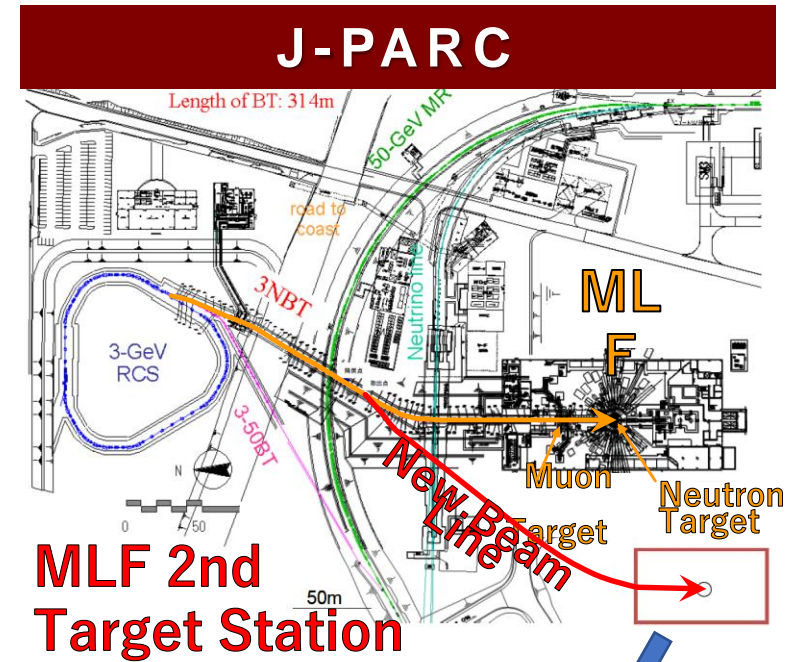 J-PARC
Length of BT: 314m
50-GeV MR
road to
coast
3NBT
Neutrino line
ML
F
3-GeV
RCS
3-50BT
N
0
50
New Beam
Line
Muon
Target
Neutron
Target
50m
MLF 2nd
Target Station